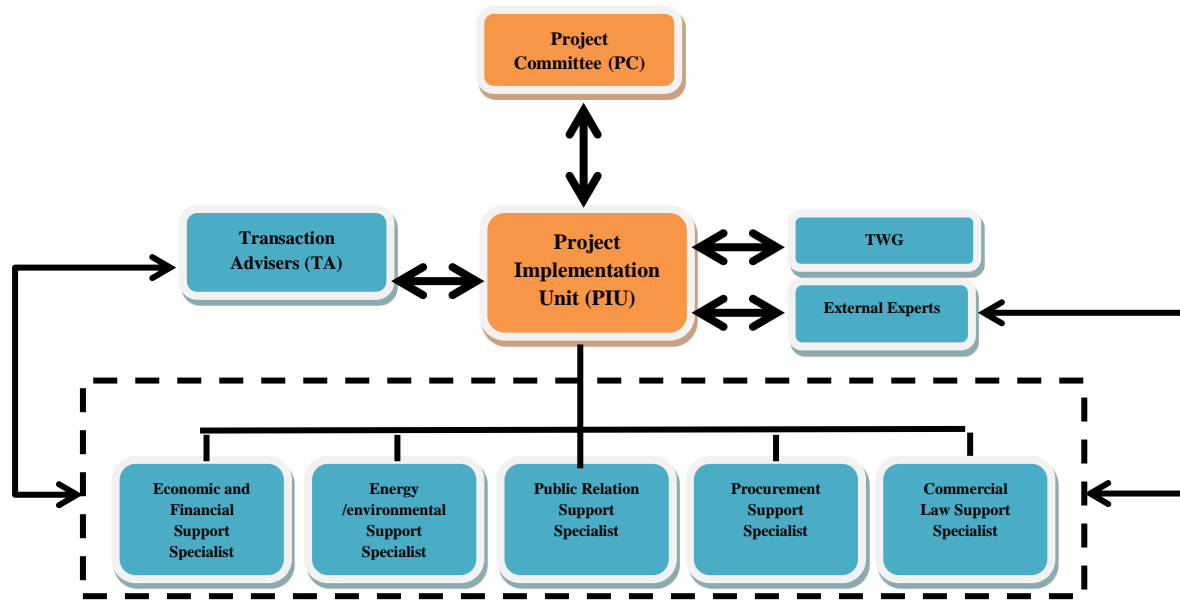 Project
Committee (PC)
Transaction
Advisers (TA)
Project
Implementation
Unit (PIU)
TWG
External Experts
Economic and
Financial
Support
Specialist
Energy
/environmental
Support
Specialist
Public Relation
Support
Specialist
Procurement
Support
Specialist
Commercial
Law Support
Specialist